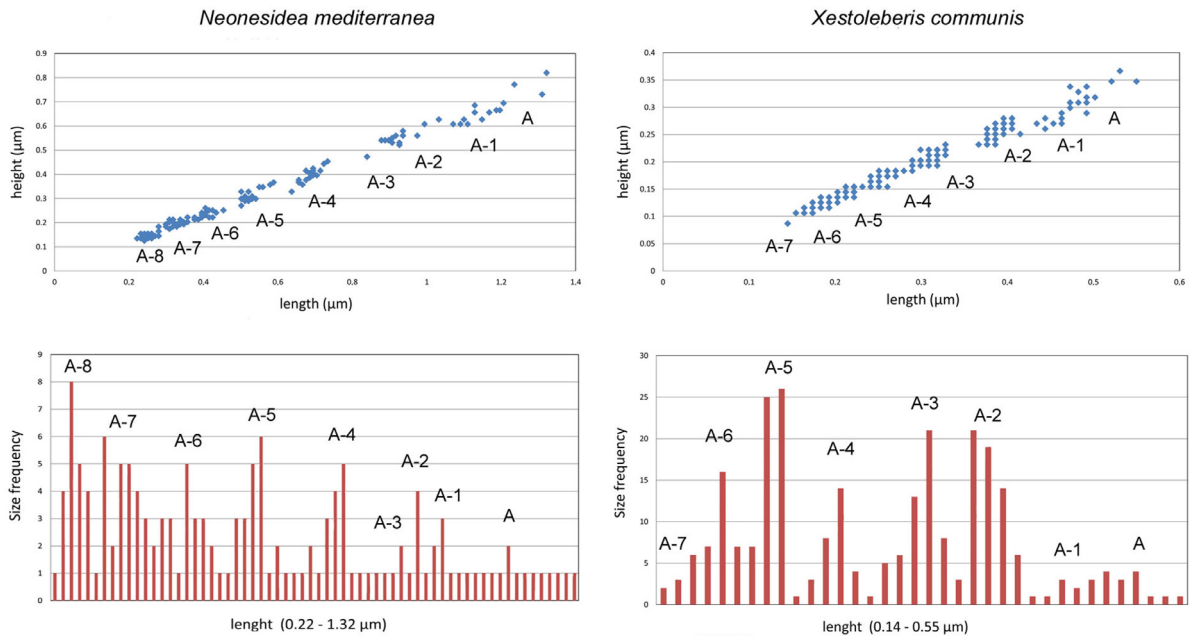 Neonesidea mediterranea
height (µm)
0.9
0.8
0.7
0.6
0.5
0.4
0.3
0.2
0.1
0
A
A-1
A-2
A-3
A-4
A-5
A-6
A-7
A-8
0 0.2 0.4 0.6 0.8 1 1.2 1.4
length (µm)
Xestoleberis communis
height (µm)
0.4
0.35
0.3
0.25
0.2
0.15
0.1
0.05
0
A
A-1
A-2
A-3
A-4
A-5
A-6
A-7
0 0.1 0.2 0.3 0.4 0.5 0.6
length (µm)
Size frequency
9
8
7
6
5
4
3
2
1
0
A-8
A-7
A-6
A-5
A-4
A-3
A-2
A-1
A
lenght (0.22 - 1.32 µm)
Size frequency
30
25
20
15
10
5
0
A-7
A-6
A-5
A-4
A-3
A-2
A-1
A
lenght (0.14 - 0.55 µm)